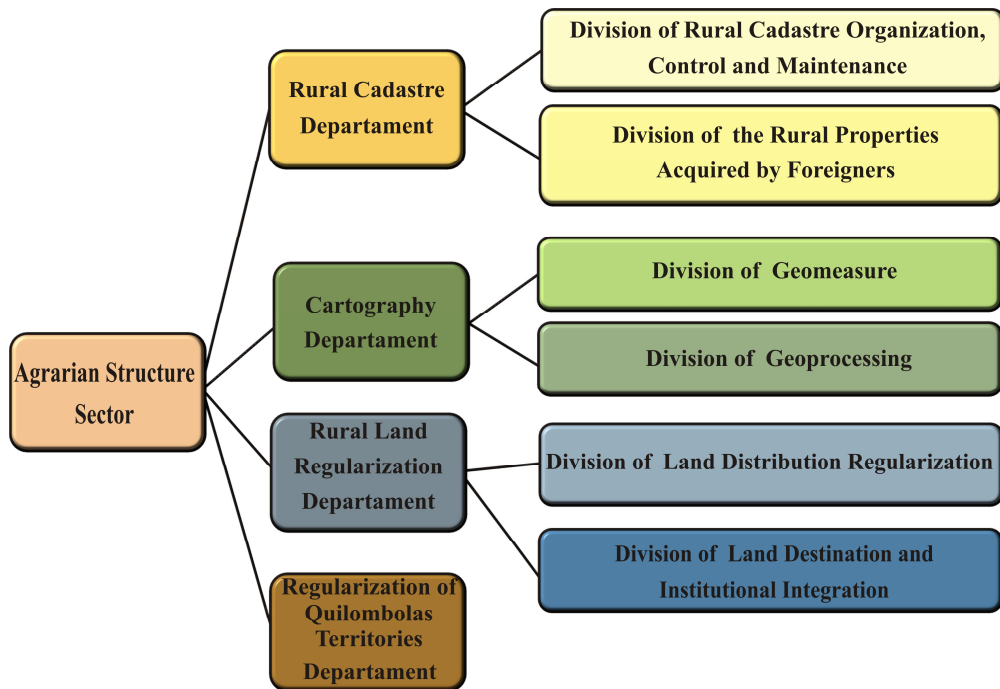 Agrarian Structure
Sector
Rural Cadastre
Departament
Division of Rural Cadastre Organization,
Control and Maintenance
Division of the Rural Properties
Acquired by Foreigners
Cartography
Departament
Division of Geomeasure
Division of Geoprocessing
Rural Land
Regularization
Departament
Division of Land Distribution Regularization
Division of Land Destination and
Institutional Integration
Regularization of
Quilombolas
Territories
Departament